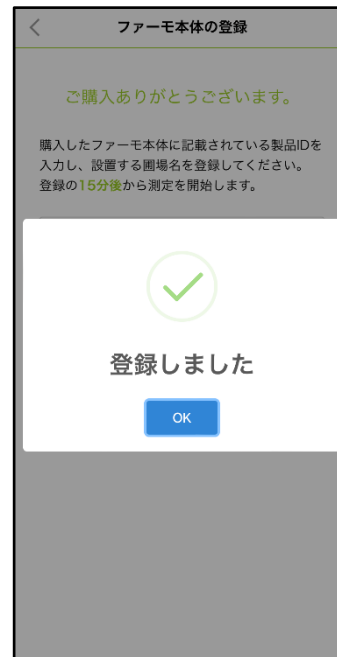 ファーモ本体の登録
ご購入ありがとうございます。
購入したファーモ本体に記載されている製品IDを
入力し、設置する圃場名を登録してください。
登録の15分後から測定を開始します。
登録しました
OK